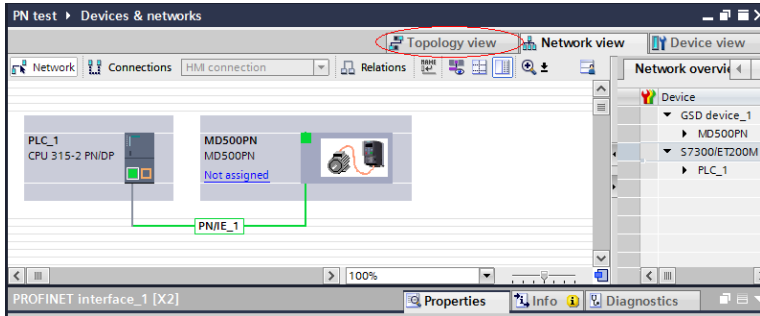 PN test ▸ Devices & networks
Topology view Network view Device view
Network Connections HMI connection Relations Network overvi
Device
GSD device_1
MD500PN
S7300/ET200M
PLC_1
PLC_1
CPU 315-2 PN/DP
MD500PN
MD500PN
Not assigned
PN/IE_1
100%
PROFINET interface_1 [X2] Properties Info Diagnostics